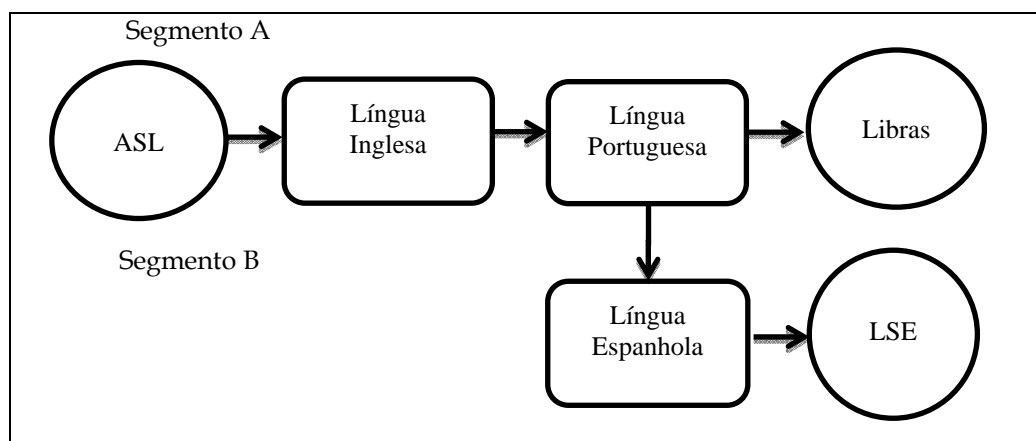 Segmento A
ASL
Língua
Inglesa
Língua
Portuguesa
Libras
Segmento B
Língua
Espanhola
LSE